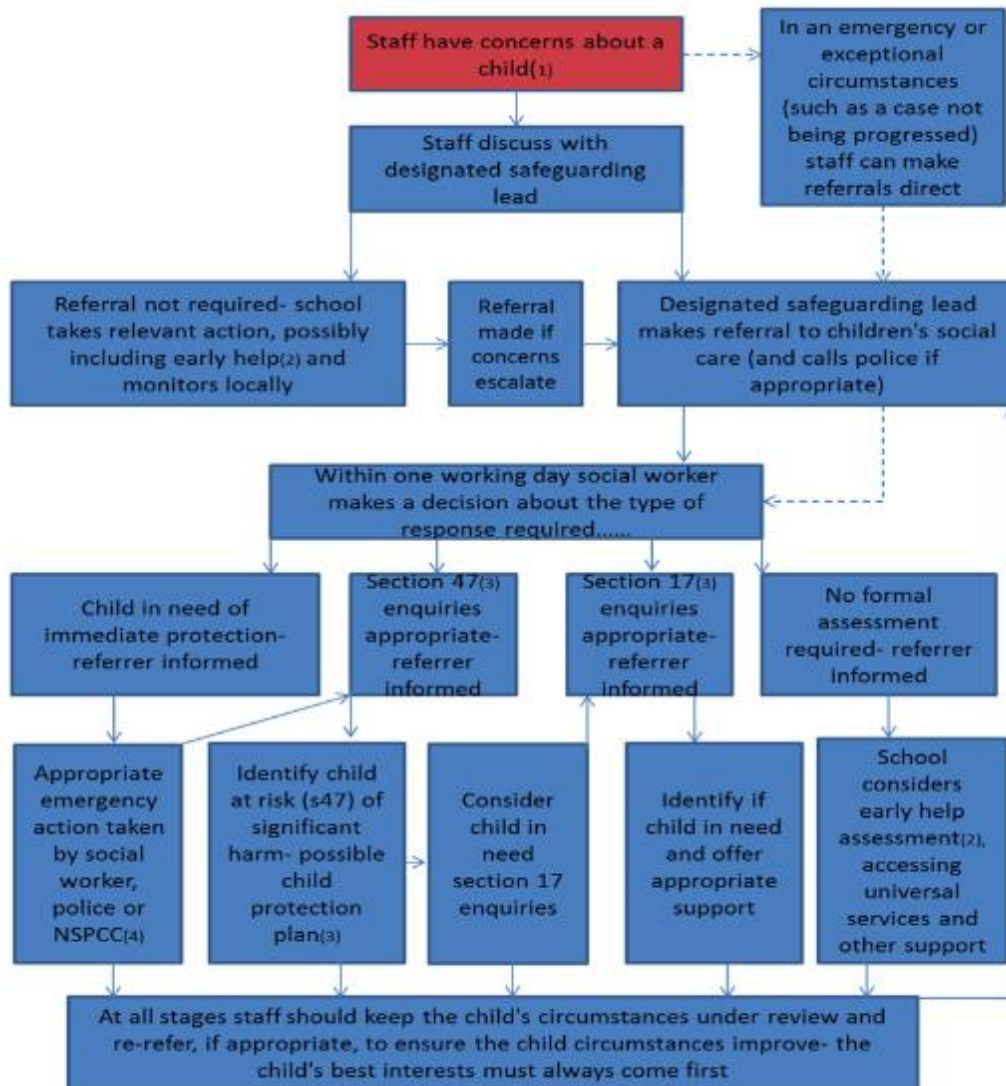 Staff have concerns about a
child(1)
In an emergency or
exceptional
circumstances
(such as a case not
being progressed)
staff can make
referrals direct
Staff discuss with
designated safeguarding
lead
Referral not required- school
takes relevant action, possibly
including early help(2) and
monitors locally
Referral
made if
concerns
escalate
Designated safeguarding lead
makes referral to children's social
care (and calls police if
appropriate)
Within one working day social worker
makes a decision about the type of
response required......
Child in need of
immediate protection-
referrer informed
Section 47(3)
enquiries
appropriate-
referrer
informed
Section 17(3)
enquiries
appropriate-
referrer
informed
No formal
assessment
required- referrer
informed
Appropriate
emergency
action taken
by social
worker,
police or
NSPCC(4)
Identify child
at risk (s47) of
significant
harm- possible
child
protection
plan(3)
Consider
child in
need
section 17
enquiries
Identify if
child in need
and offer
appropriate
support
School
considers
early help
assessment(2),
accessing
universal
services and
other support
At all stages staff should keep the child's circumstances under review and
re-refer, if appropriate, to ensure the child circumstances improve- the
child's best interests must always come first